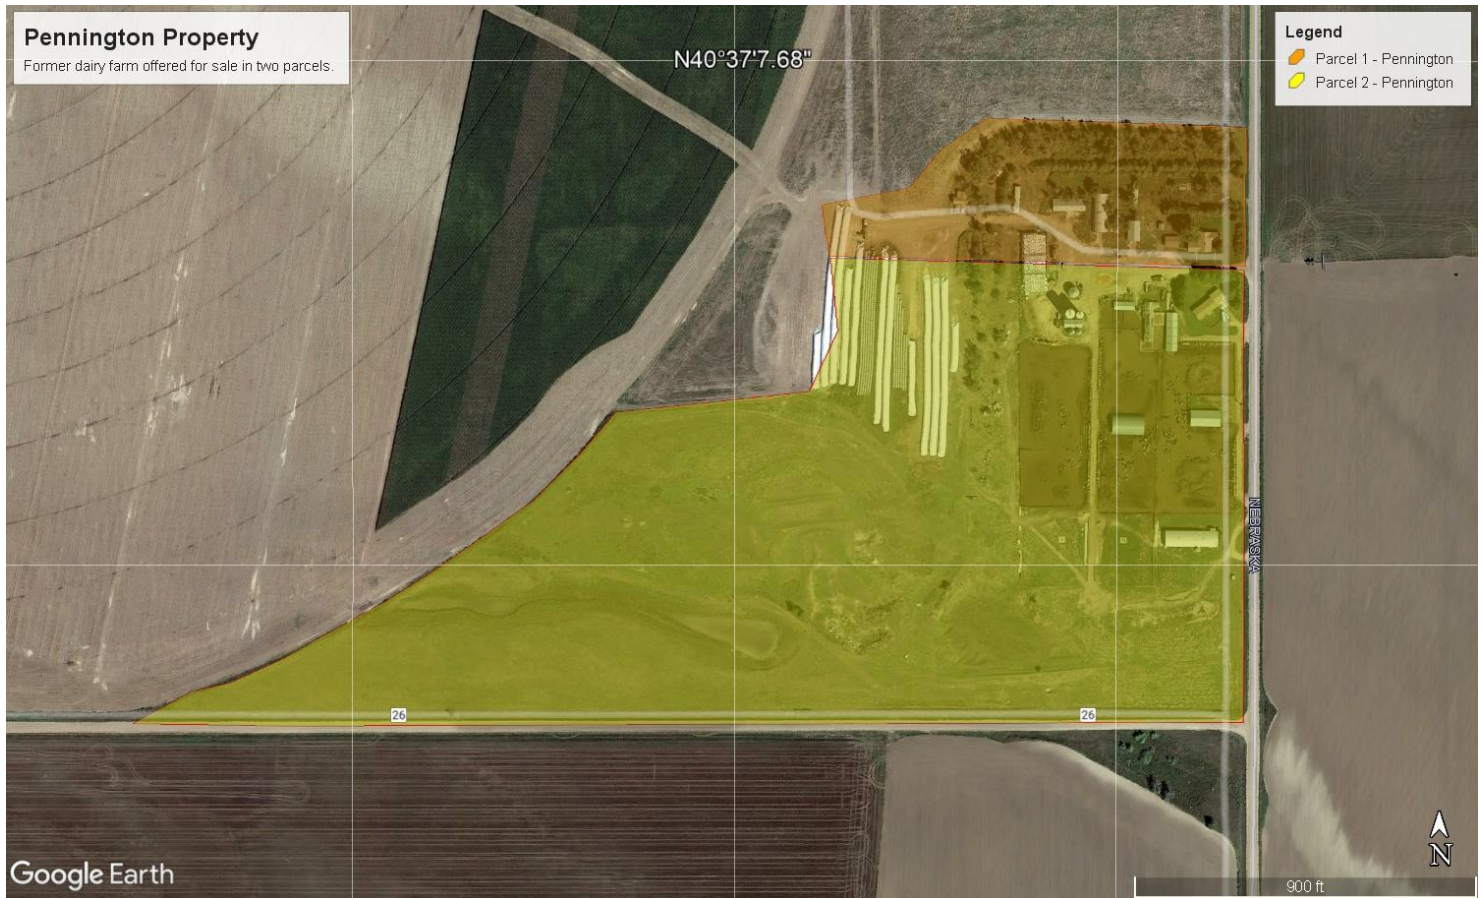 Pennington Property
Former dairy farm offered for sale in two parcels.
N40°37'7.68"
Legend
Parcel 1 - Pennington
Parcel 2 - Pennington
NEBRASKA
26
26
N
Google Earth
900 ft